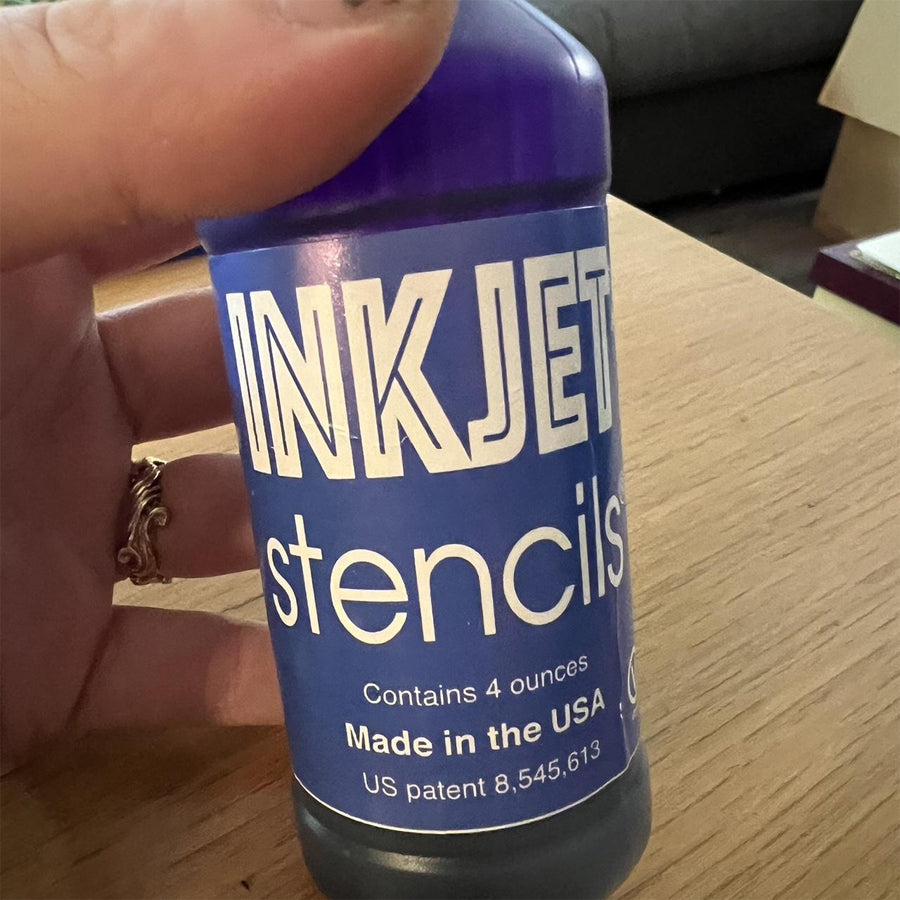 INKJET
stencils
Contains 4 ounces
Made in the USA
US patent 8,545,613